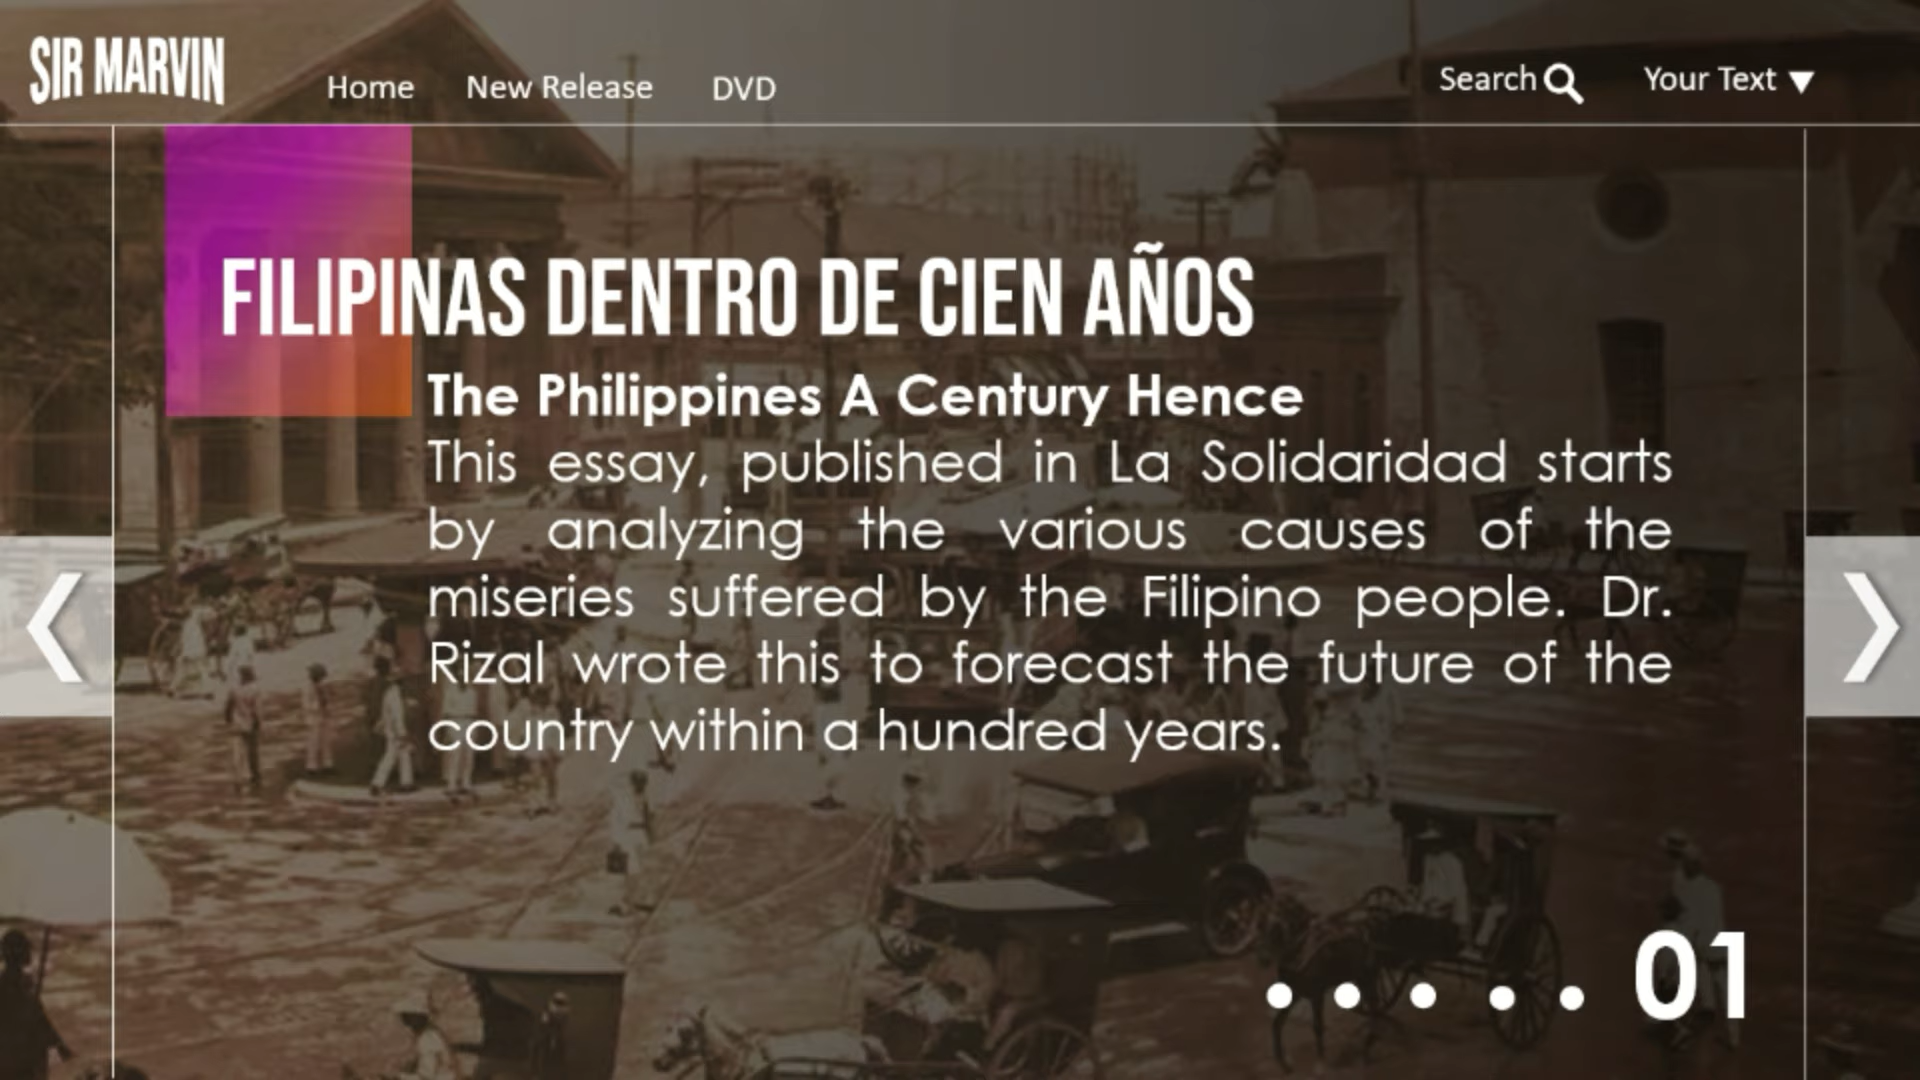 SIR MARVIN
Home New Release DVD
Search Your Text
FILIPINAS DENTRO DE CIEN AÑOS
The Philippines A Century Hence
This essay, published in La Solidaridad starts
by analyzing the various causes of the
miseries suffered by the Filipino people. Dr.
Rizal wrote this to forecast the future of the
country within a hundred years.
01